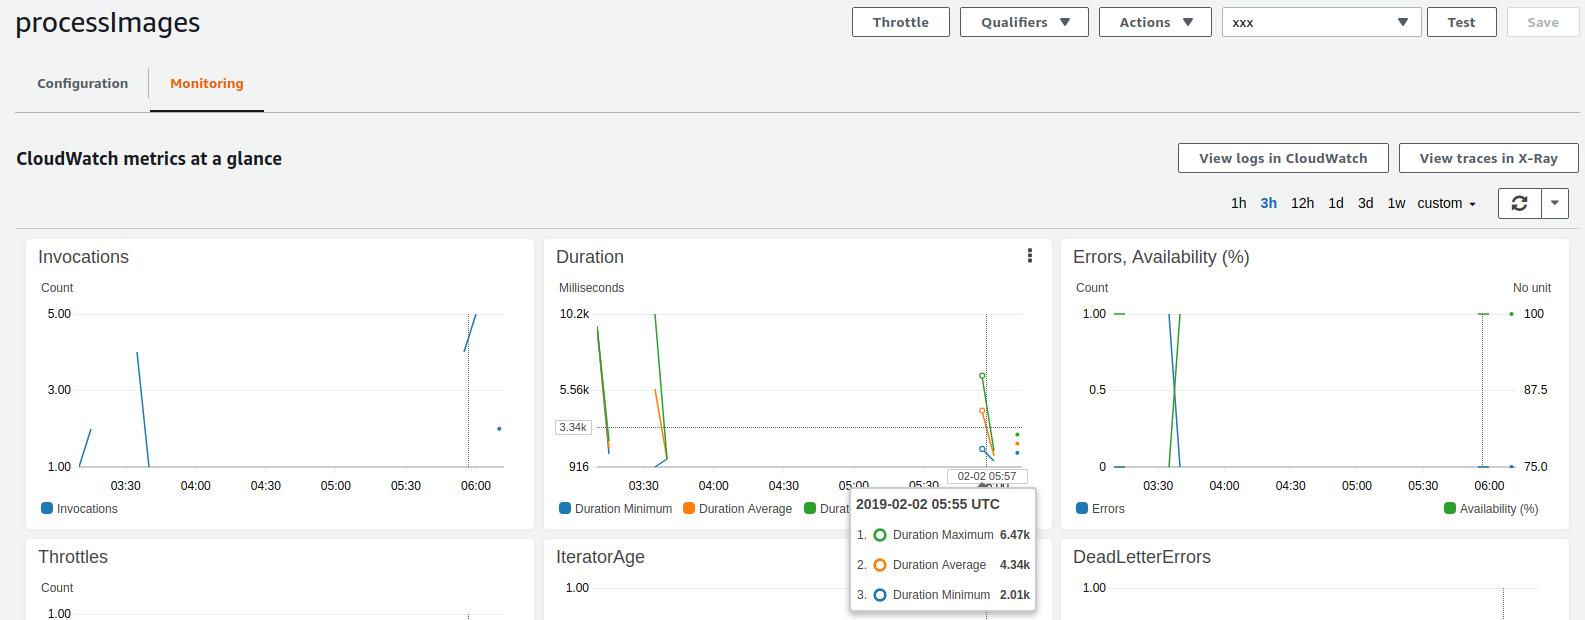 processImages
Throttle Qualifiers Actions xxx Test Save
Configuration Monitoring
CloudWatch metrics at a glance
View logs in CloudWatch View traces in X-Ray
1h 3h 12h 1d 3d 1w custom
Invocations
Count
5.00
3.00
1.00
03:30 04:00 04:30 05:00 05:30 06:00
Invocations
Duration
Milliseconds
10.2k
5.56k
3.34k
916
02-02 05:57
03:30 04:00 04:30 05:00 05:30
Duration Minimum Duration Average
2019-02-02 05:55 UTC
1. Duration Maximum 6.47k
2. Duration Average 4.34k
3. Duration Minimum 2.01k
Errors, Availability (%)
Count No unit
1.00 100
0.5 87.5
0 75.0
03:30 04:00 04:30 05:00 05:30 06:00
Errors Availability (%)
Throttles
Count
1.00
IteratorAge
1.00
DeadLetterErrors
1.00